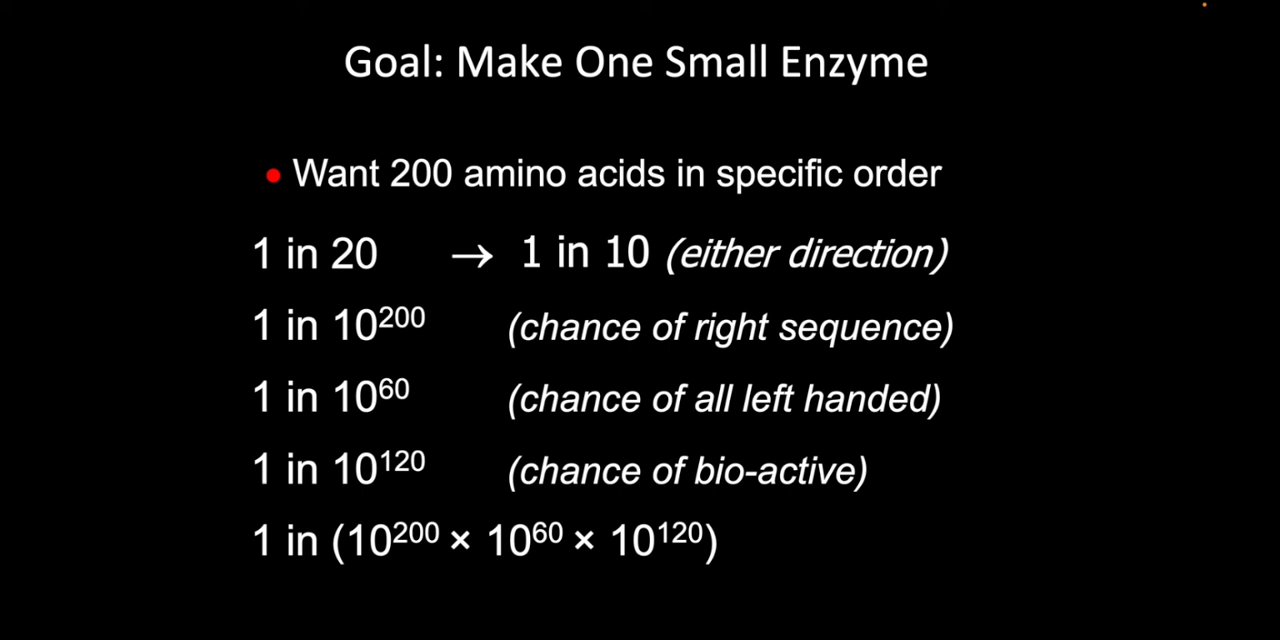 Goal: Make One Small Enzyme
• Want 200 amino acids in specific order
1 in 20 → 1 in 10 (either direction)
1 in 10²⁰⁰ (chance of right sequence)
1 in 10⁶⁰ (chance of all left handed)
1 in 10¹²⁰ (chance of bio-active)
1 in (10²⁰⁰ × 10⁶⁰ × 10¹²⁰)